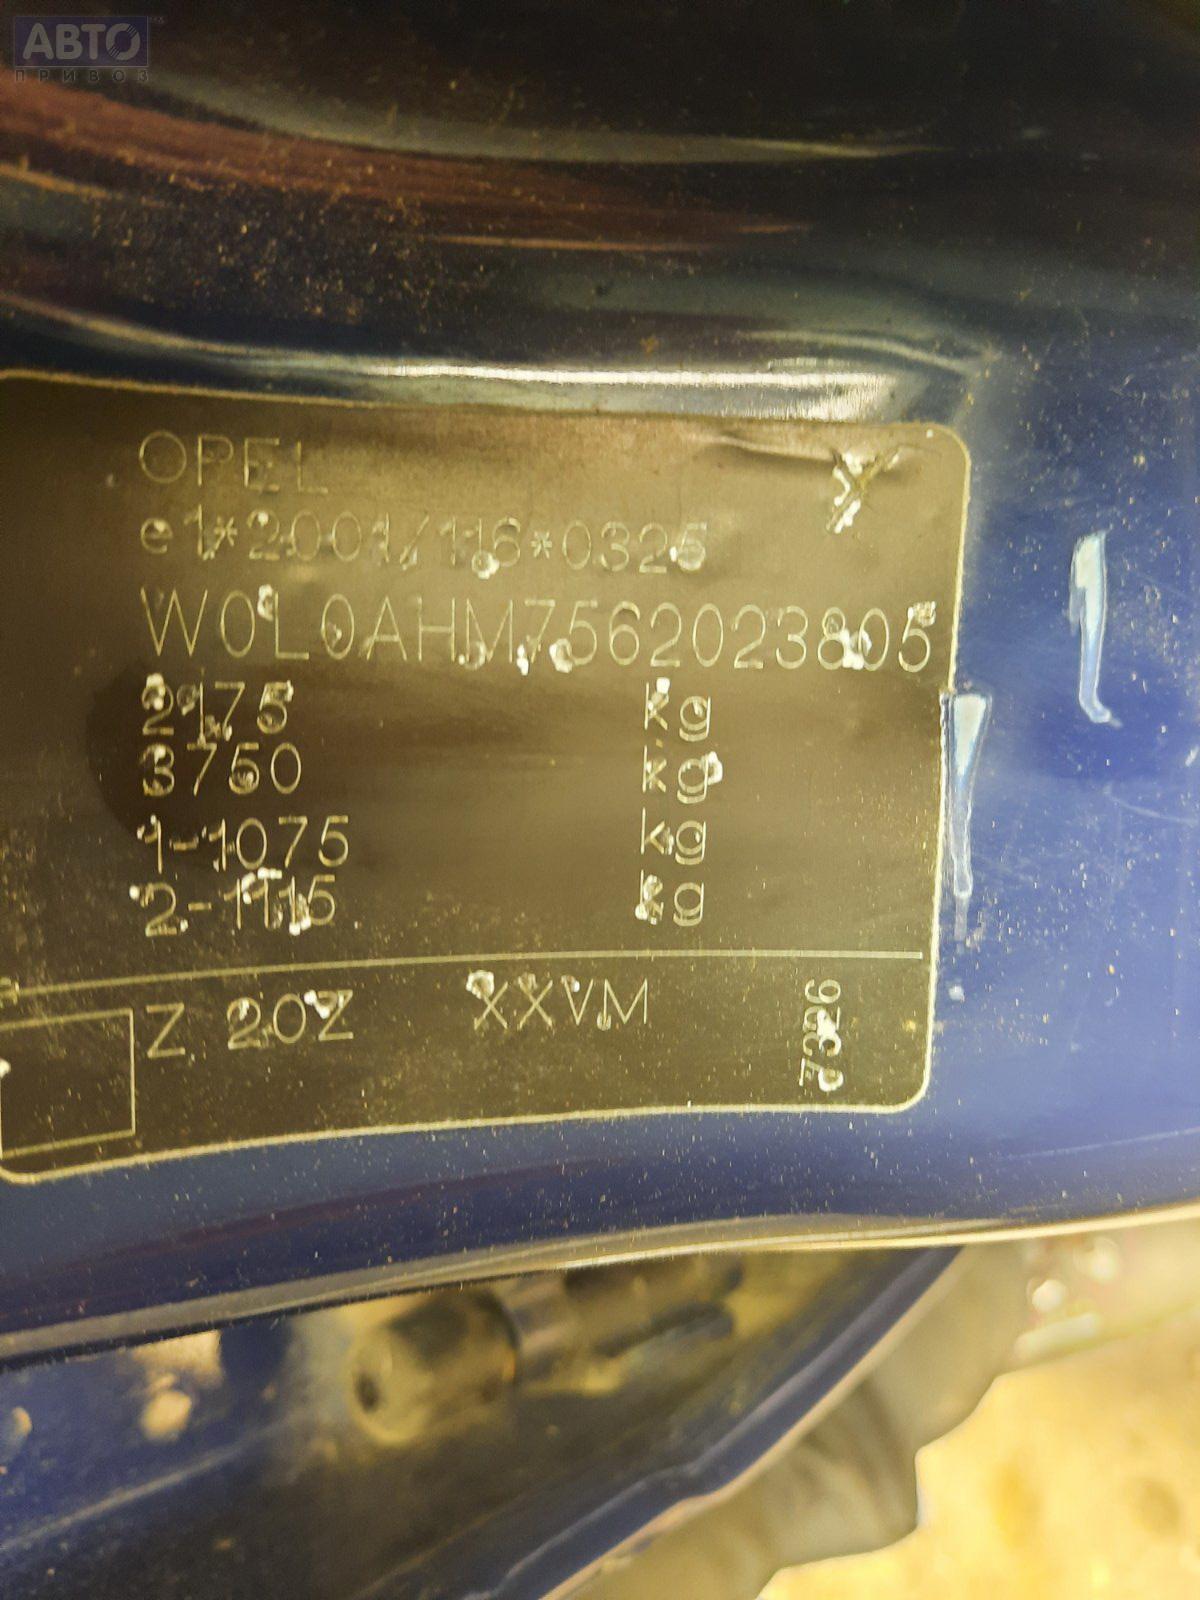 АВТО
ПРИВОЗ
OPEL
e1*2001/116*0325
W0L0AHM7562023805
2175 kg
3750 kg
1-1075 kg
2-1115 kg
Z 20Z XXVM
7326